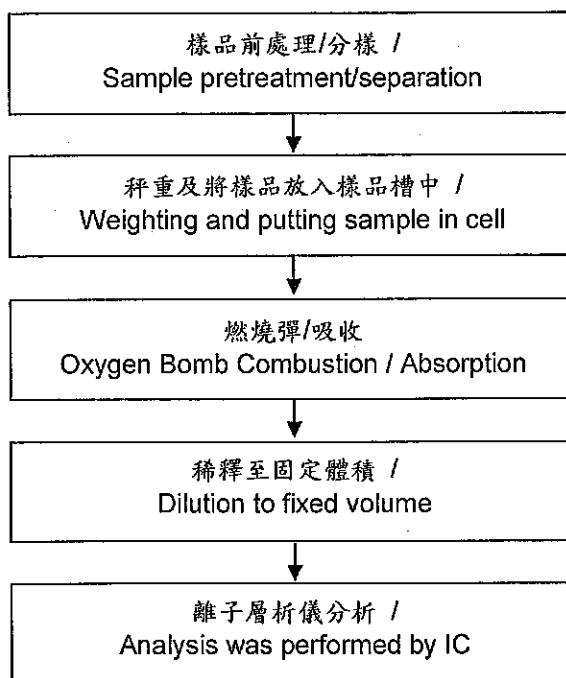 樣品前處理/分樣 /
Sample pretreatment/separation
秤重及將樣品放入樣品槽中 /
Weighting and putting sample in cell
燃燒彈/吸收
Oxygen Bomb Combustion / Absorption
稀釋至固定體積 /
Dilution to fixed volume
離子層析儀分析 /
Analysis was performed by IC